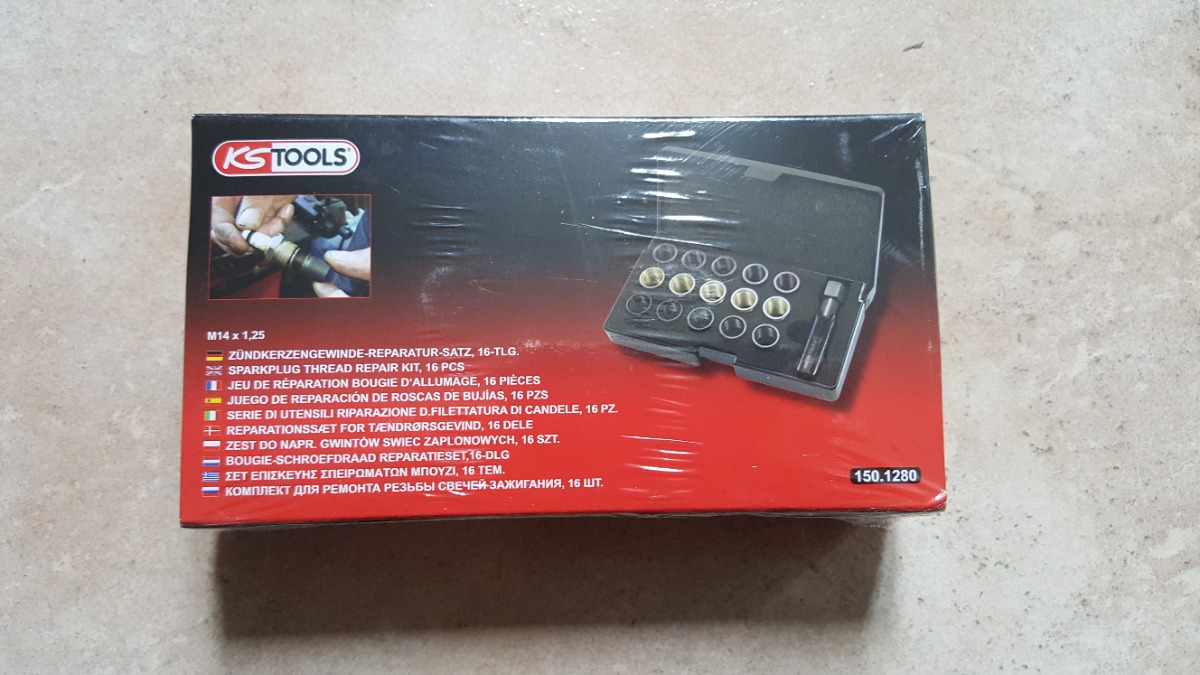 KS TOOLS®
M14 x 1,25
ZÜNDKERZENGEWINDE-REPARATUR-SATZ, 16-TLG.
SPARKPLUG THREAD REPAIR KIT, 16 PCS
JEU DE RÉPARATION BOUGIE D'ALLUMAGE, 16 PIÈCES
JUEGO DE REPARACIÓN DE ROSCAS DE BUJÍAS, 16 PZS
SERIE DI UTENSILI RIPARAZIONE D.FILETTATURA DI CANDELE, 16 PZ.
REPARATIONSSÆT FOR TÆNDRØRSGEVIND, 16 DELE
ZEST DO NAPR. GWINTÓW SWIEC ZAPLONOWYCH, 16 SZT.
BOUGIE-SCHROEFDRAAD REPARATIESET,16-DLG
ΣΕΤ ΕΠΙΣΚΕΥΗΣ ΣΠΕΙΡΩΜΑΤΩΝ ΜΠΟΥΖΙ, 16 ΤΕΜ.
КОМПЛЕКТ ДЛЯ РЕМОНТА РЕЗЬБЫ СВЕЧЕЙ ЗАЖИГАНИЯ, 16 ШТ.
150.1280